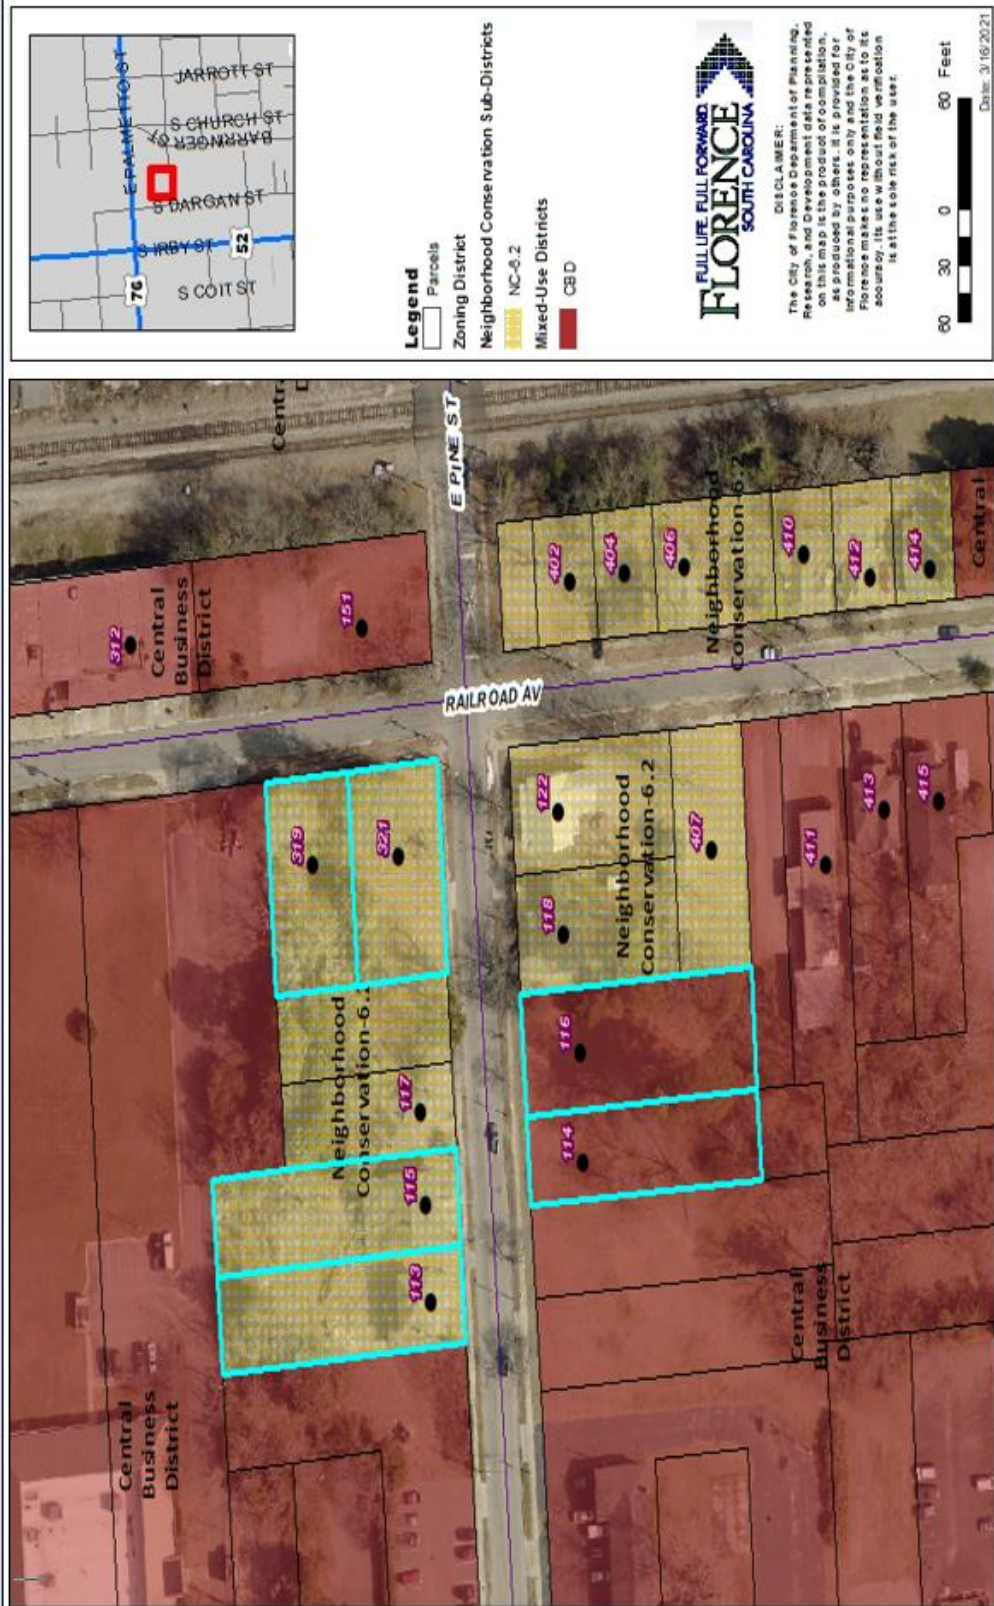 Central
Business
District
312
151
Central
E PINE ST
RAILROAD AV
319
321
Neighborhood
Conservation-6.2
117
115
113
Central
Business
District
402
404
406
410
412
414
Neighborhood
Conservation-6.2
Central
122
118
407
Neighborhood
Conservation-6.2
116
114
411
413
415
Central
Business
District
E PALMETTO ST
JARROTT ST
S CHURCH ST
S DARGAN ST
S IRBY ST
52
76
S COIT ST
Legend
Parcels
Zoning District
Neighborhood Conservation Sub-Districts
NC-6.2
Mixed-Use Districts
CBD
FULL LIFE. FULL FORWARD.
FLORENCE
SOUTH CAROLINA
DISCLAIMER:
The City of Florence Deparment of Planning,
Research, and Development data represented
on this map is the product of compilation,
as produced by others. It is provided for
informational purposes only and the City of
Florence makes no representation as to its
accuracy. Its use without field verification
is at the sole risk of the user.
60 30 0 60 Feet
Date: 3/16/2021